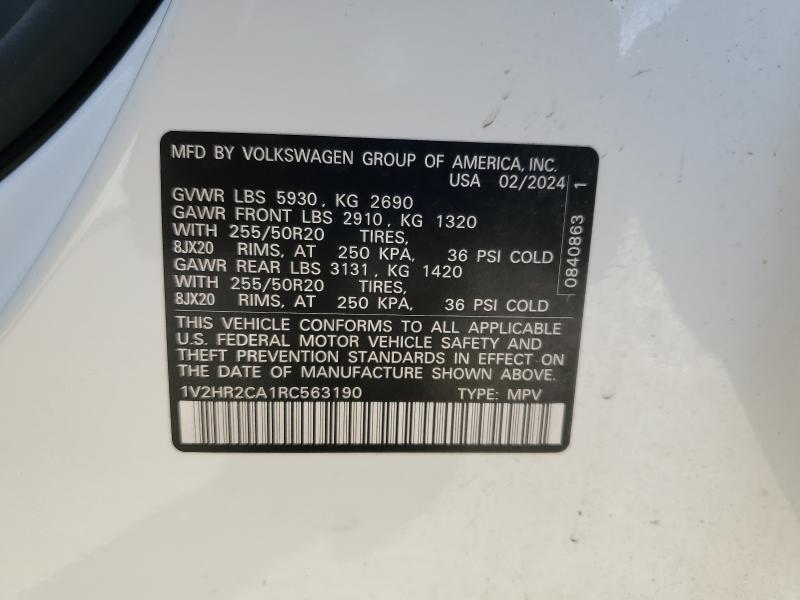 MFD BY VOLKSWAGEN GROUP OF AMERICA, INC.
USA 02/2024
GVWR LBS 5930, KG 2690
GAWR FRONT LBS 2910, KG 1320
WITH 255/50R20 TIRES,
8JX20 RIMS, AT 250 KPA, 36 PSI COLD
GAWR REAR LBS 3131, KG 1420
WITH 255/50R20 TIRES,
8JX20 RIMS, AT 250 KPA, 36 PSI COLD
THIS VEHICLE CONFORMS TO ALL APPLICABLE
U.S. FEDERAL MOTOR VEHICLE SAFETY AND
THEFT PREVENTION STANDARDS IN EFFECT ON
THE DATE OF MANUFACTURE SHOWN ABOVE.
1V2HR2CA1RC563190 TYPE: MPV
0840863 1